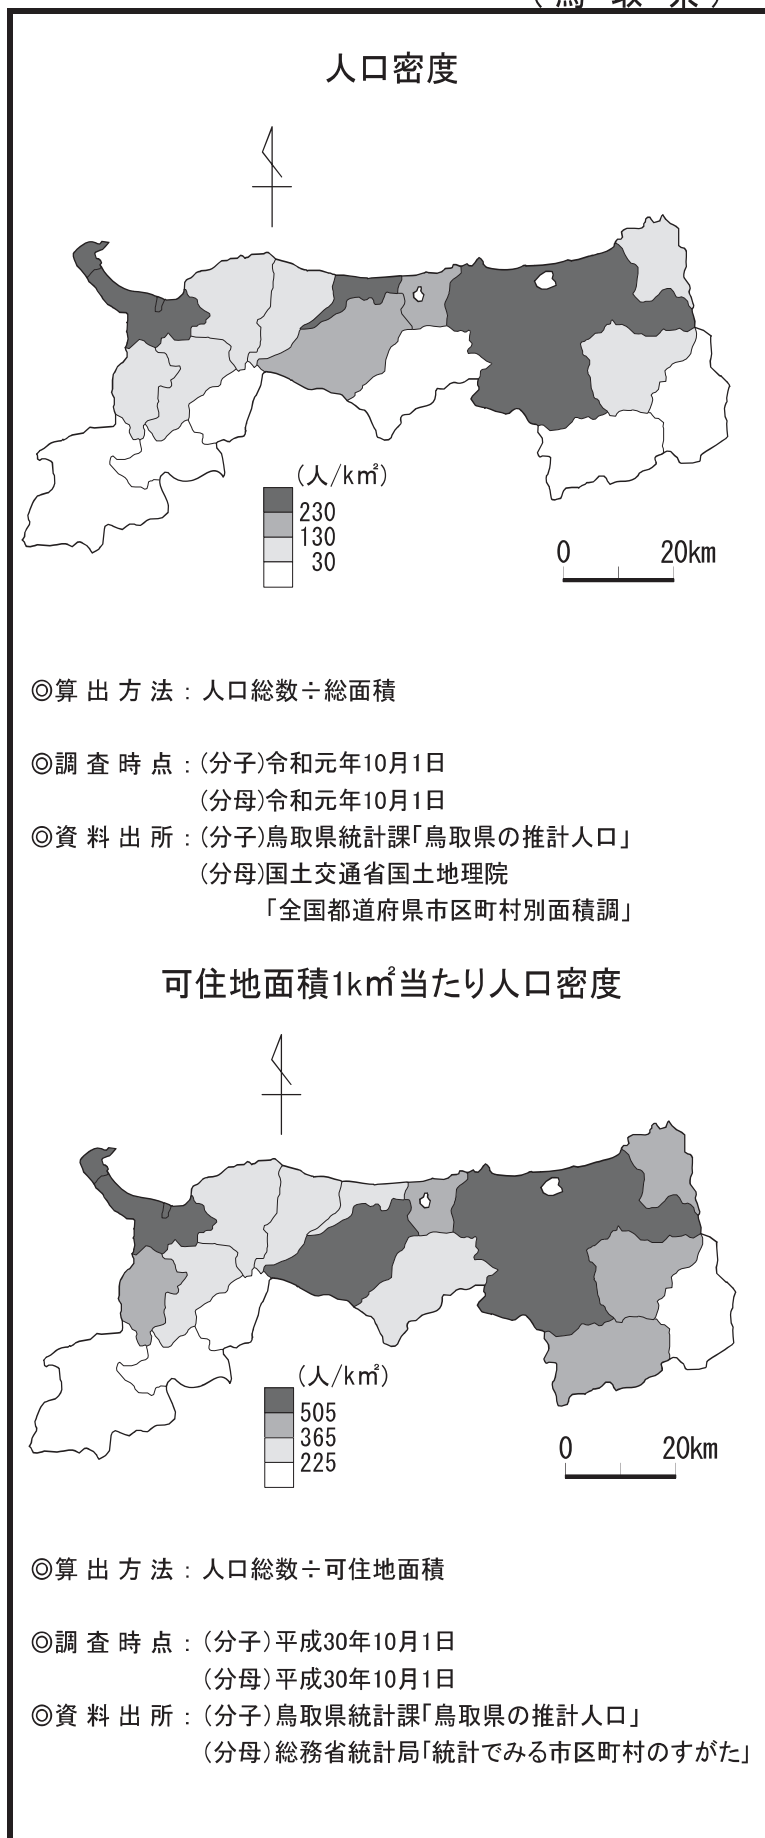 人口密度
(人/k㎡)
230
130
30
0 20km
◎算出方法：人口総数÷総面積
◎調査時点：(分子)令和元年10月1日
(分母)令和元年10月1日
◎資料出所：(分子)鳥取県統計課｢鳥取県の推計人口｣
(分母)国土交通省国土地理院
｢全国都道府県市区町村別面積調｣
可住地面積1k㎡当たり人口密度
(人/k㎡)
505
365
225
0 20km
◎算出方法：人口総数÷可住地面積
◎調査時点：(分子)平成30年10月1日
(分母)平成30年10月1日
◎資料出所：(分子)鳥取県統計課｢鳥取県の推計人口｣
(分母)総務省統計局｢統計でみる市区町村のすがた｣